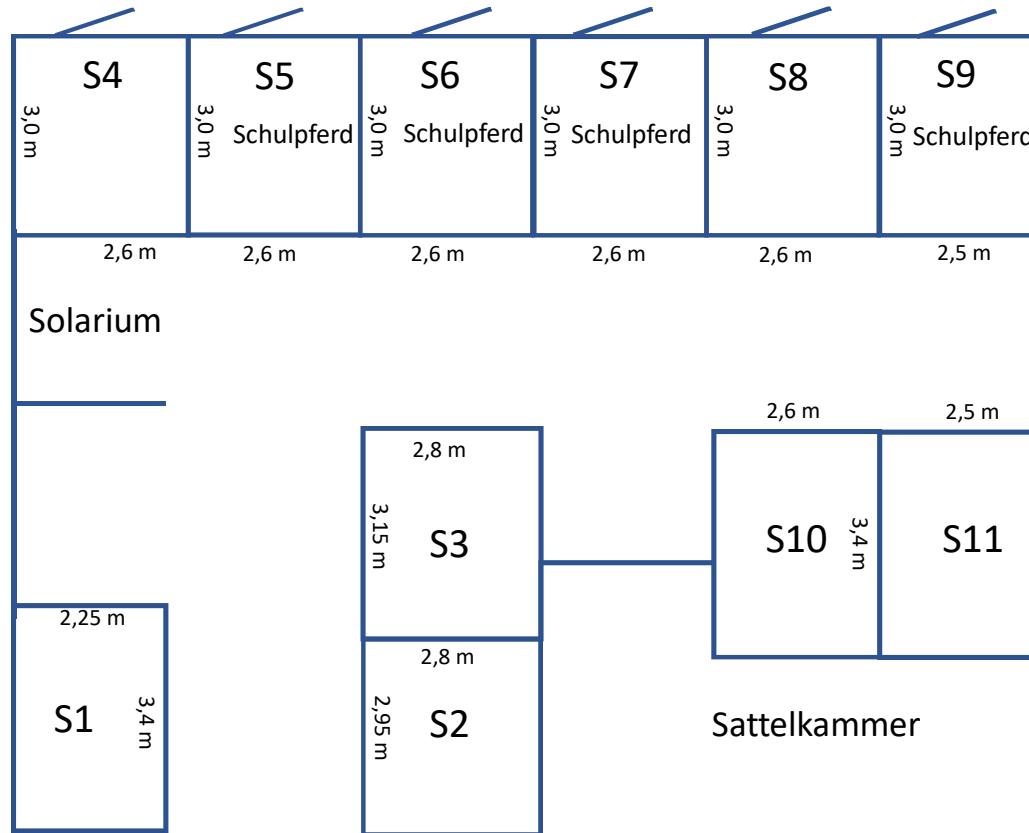 S4
S5
S6
S7
S8
S9
3,0 m
3,0 m
Schulpferd
3,0 m
Schulpferd
3,0 m
Schulpferd
3,0 m
3,0 m
Schulpferd
2,6 m
2,6 m
2,6 m
2,6 m
2,6 m
2,5 m
Solarium
2,6 m
2,5 m
2,8 m
3,15 m
S3
S10
3,4 m
S11
2,25 m
2,8 m
S1
3,4 m
2,95 m
S2
Sattelkammer